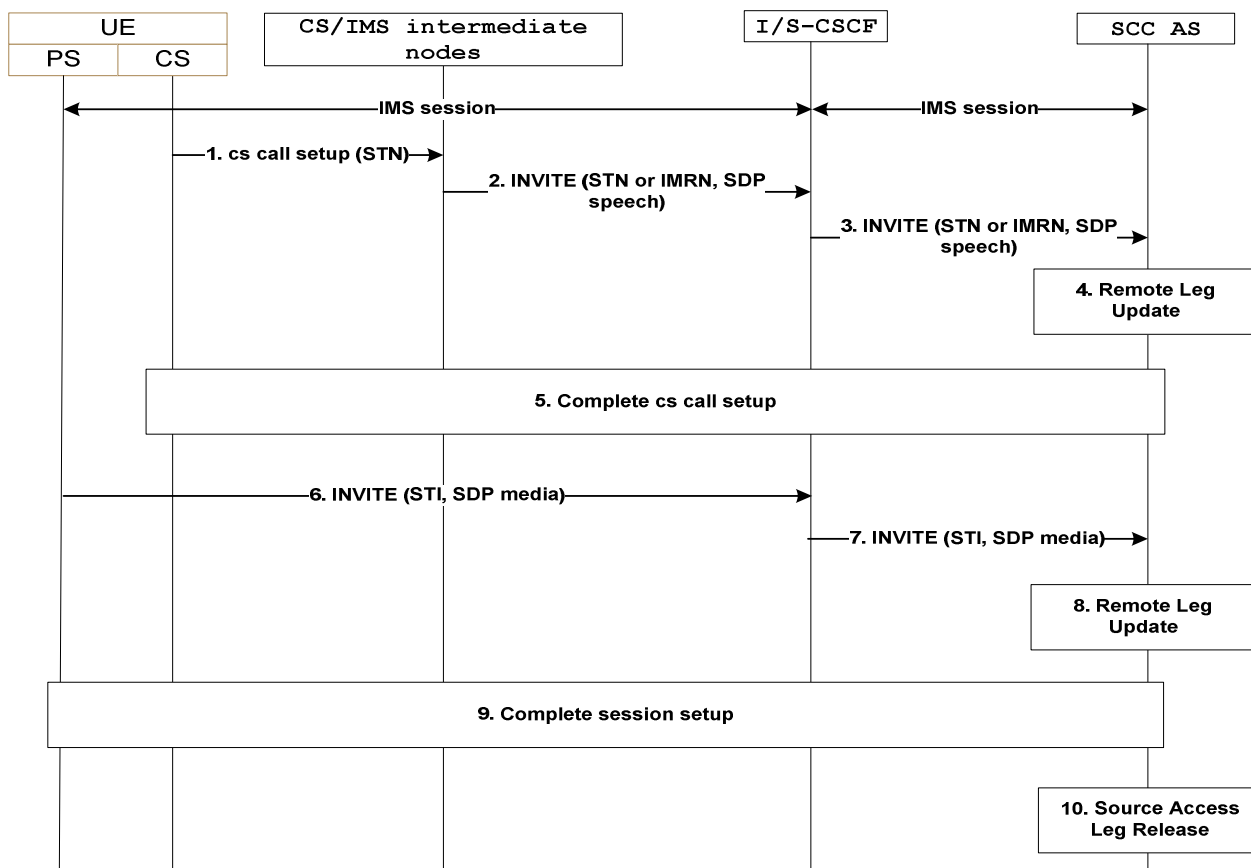 UE
PS
CS
CS/IMS intermediate
nodes
I/S-CSCF
SCC AS
IMS session
IMS session
1. cs call setup (STN)
2. INVITE (STN or IMRN, SDP
speech)
3. INVITE (STN or IMRN, SDP
speech)
4. Remote Leg
Update
5. Complete cs call setup
6. INVITE (STI, SDP media)
7. INVITE (STI, SDP media)
8. Remote Leg
Update
9. Complete session setup
10. Source Access
Leg Release